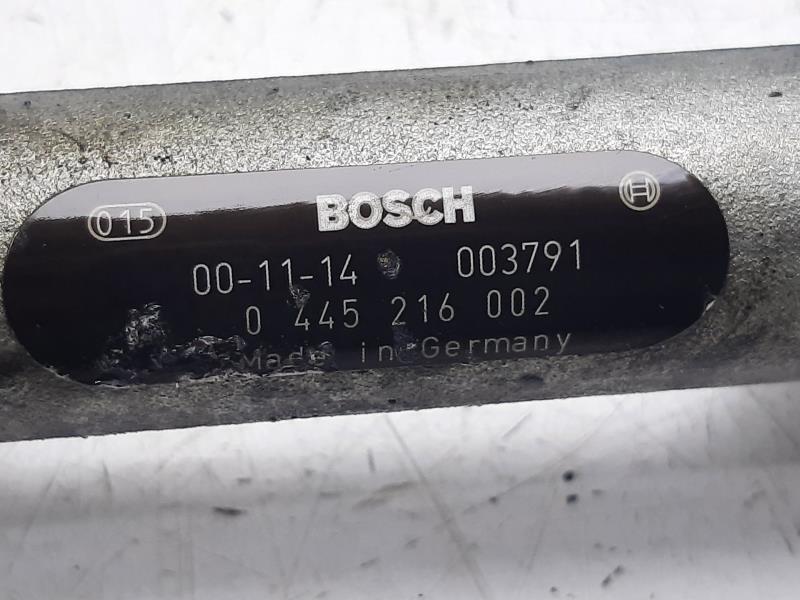 015 BOSCH H
00-11-14 003791
0 445 216 002
Made in Germany